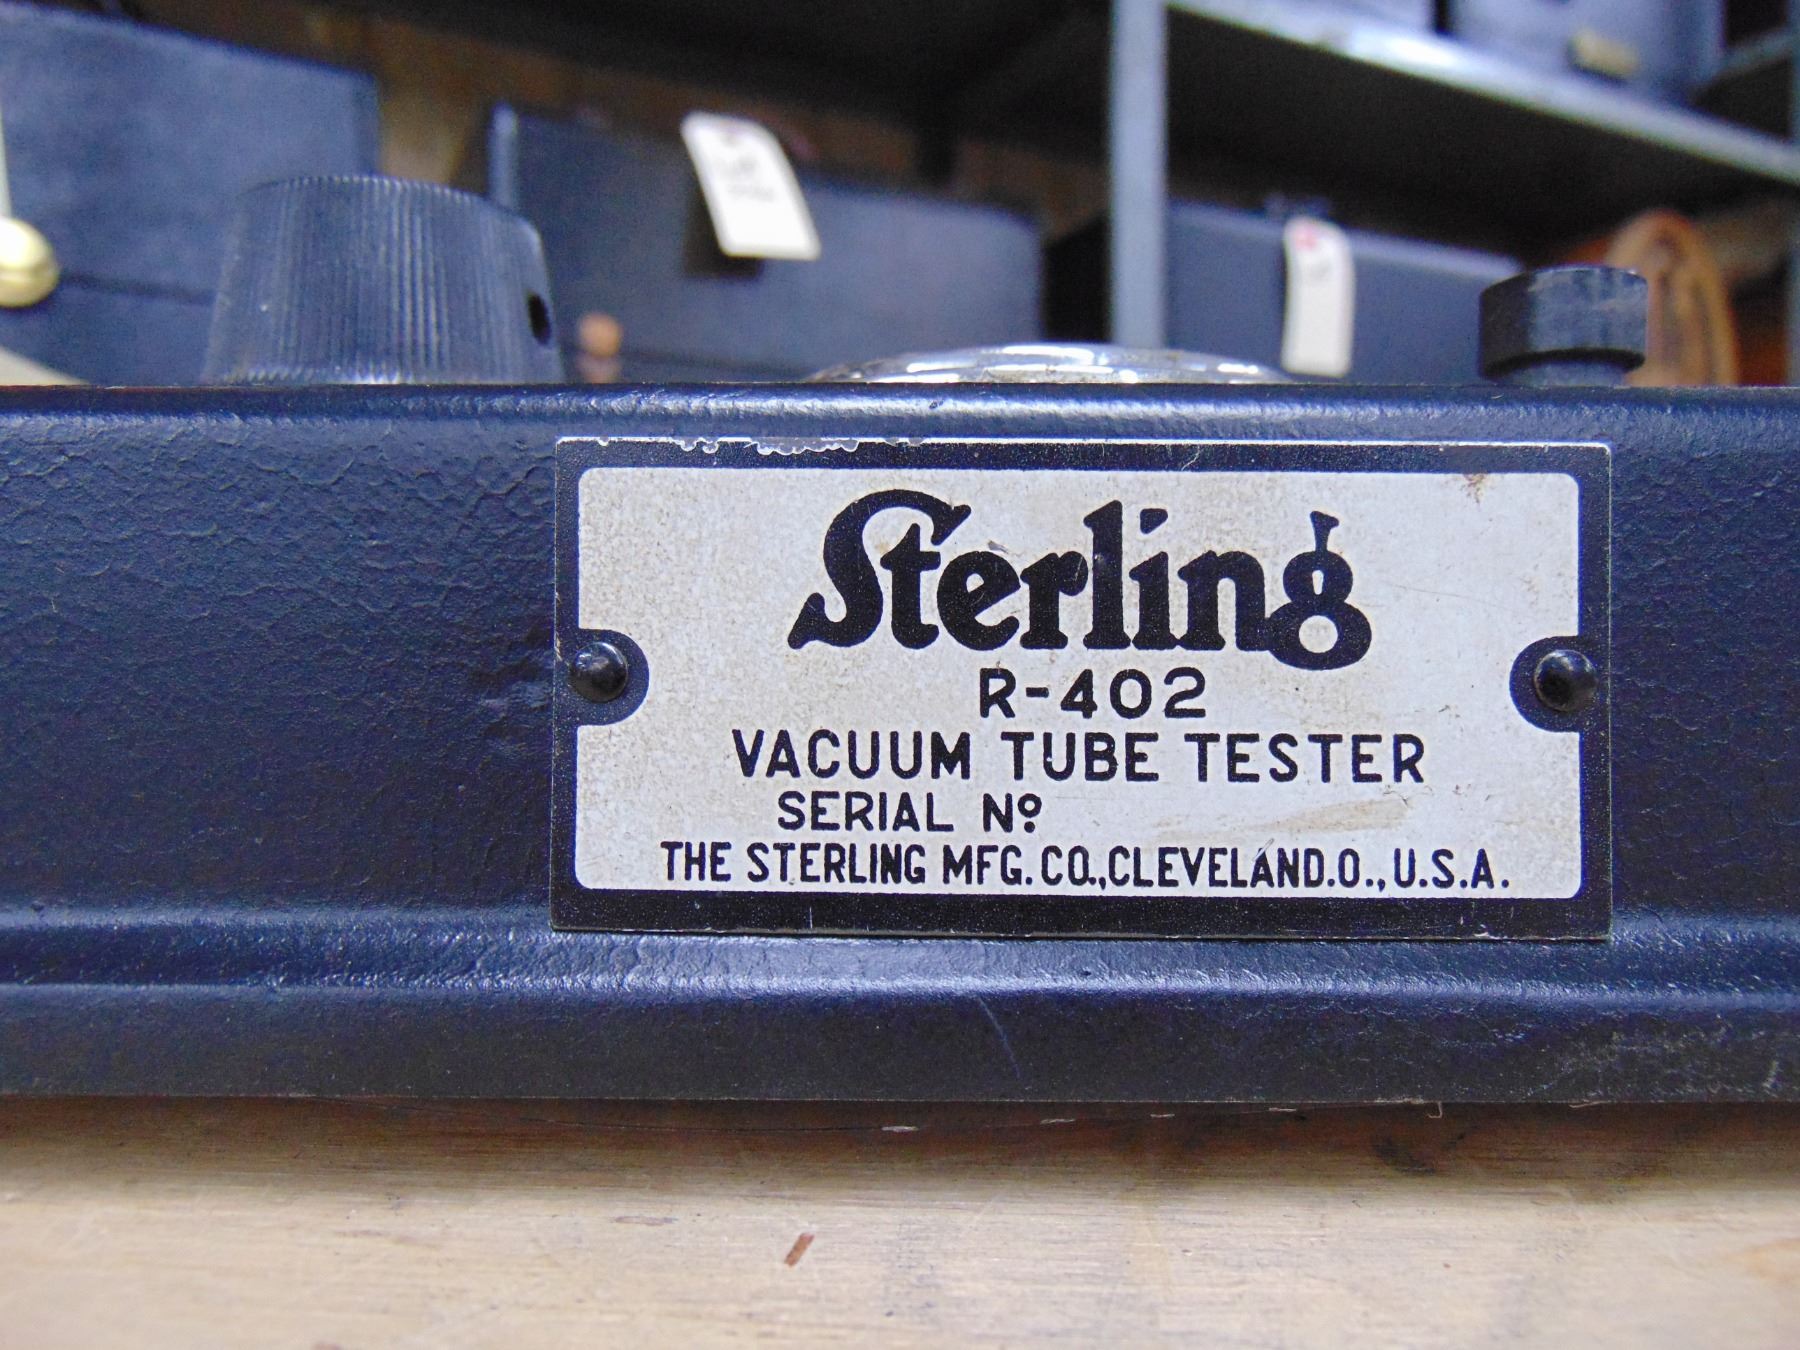 Sterling
R-402
VACUUM TUBE TESTER
SERIAL Nº
THE STERLING MFG. CO., CLEVELAND.O., U.S.A.